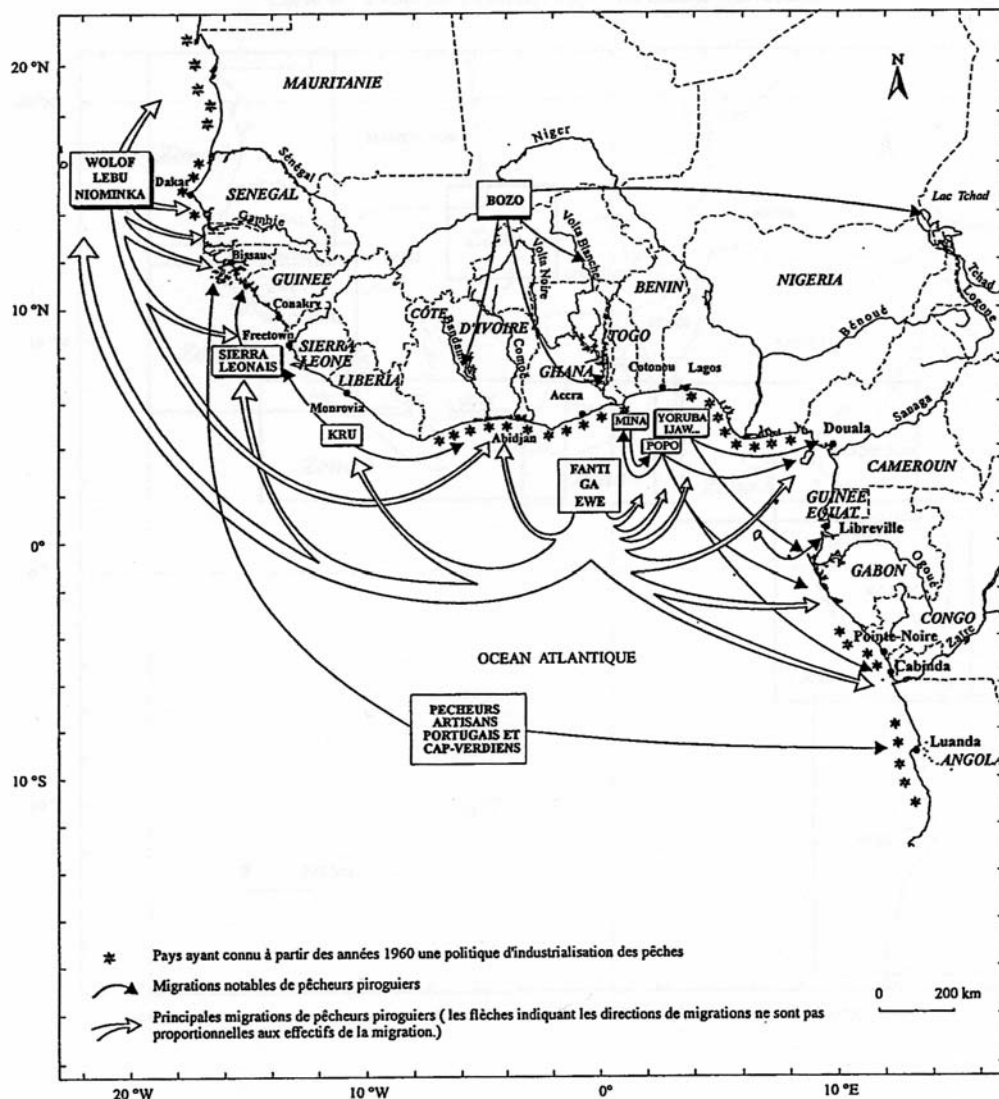 20 °N
10 °N
0°
10 °S
20 °W
10 °W
0°
10 °E
N
MAURITANIE
Niger
WOLOF
LEBU
NIOMINKA
Dakar
Sénégal
SENEGAL
Gambie
BOZO
Lac Tchad
Volta Blanche
Volta Noire
Tchad
Logone
Bissau
GUINEE
Conakry
BENIN
NIGERIA
Freetown
SIERRA
LEONE
CÔTE
D'IVOIRE
Bandama
Comoé
TOGO
Bénoué
SIERRA
LEONAIS
LIBERIA
GHANA
Cotonou
Lagos
Monrovia
Accra
KRU
Abidjan
MINA
YORUBA
IJAW...
POPO
Sanaga
Douala
CAMEROUN
FANTI
GA
EWE
GUINEE
EQUAT.
Libreville
GABON
Ogoué
CONGO
Pointe-Noire
Zaïre
Cabinda
OCEAN ATLANTIQUE
PECHEURS
ARTISANS
PORTUGAIS ET
CAP-VERDIENS
Luanda
ANGOLA
Pays ayant connu à partir des années 1960 une politique d'industrialisation des pêches
Migrations notables de pêcheurs piroguiers
Principales migrations de pêcheurs piroguiers ( les flèches indiquant les directions de migrations ne sont pas
proportionnelles aux effectifs de la migration.)
0 200 km